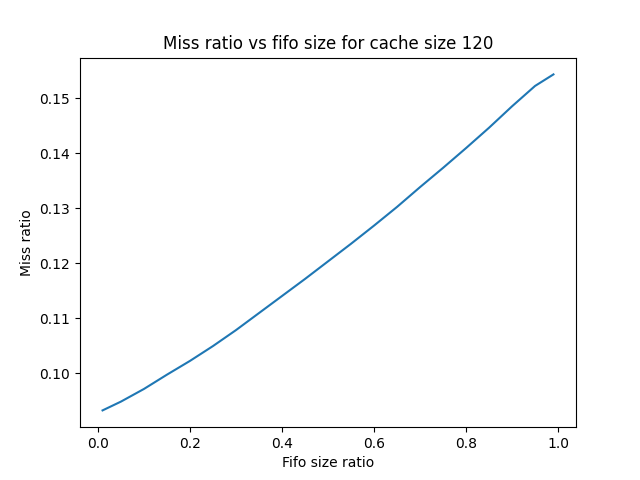 Miss ratio vs fifo size for cache size 120
Miss ratio
0.15
0.14
0.13
0.12
0.11
0.10
0.0 0.2 0.4 0.6 0.8 1.0
Fifo size ratio